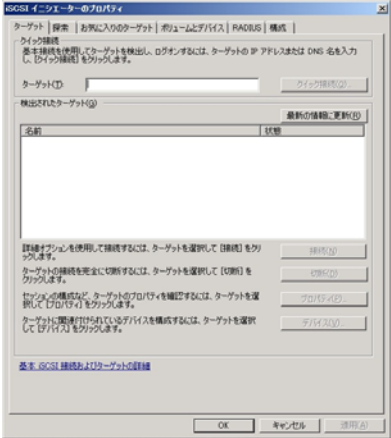 iSCSI イニシエーターのプロパティ
ターゲット 探索 お気に入りのターゲット ボリュームとデバイス RADIUS 構成
クイック接続
基本接続を使用してターゲットを検出し、ログオンするには、ターゲットの IP アドレスまたは DNS 名を入力
し、[クイック接続] をクリックします。
ターゲット(T): クイック接続(Q)...
検出されたターゲット(G)
最新の情報に更新(R)
名前 状態
詳細オプションを使用して接続するには、ターゲットを選択して [接続] をクリ
ックします。
接続(N)
ターゲットの接続を完全に切断するには、ターゲットを選択して [切断] を
クリックします。
切断(D)
セッションの構成など、ターゲットのプロパティを確認するには、ターゲットを選
択して [プロパティ] をクリックします。
プロパティ(P)...
ターゲットに関連付けられているデバイスを構成するには、ターゲットを選択
して [デバイス] をクリックします。
デバイス(V)...
基本 iSCSI 接続およびターゲットの詳細
OK キャンセル 適用(A)